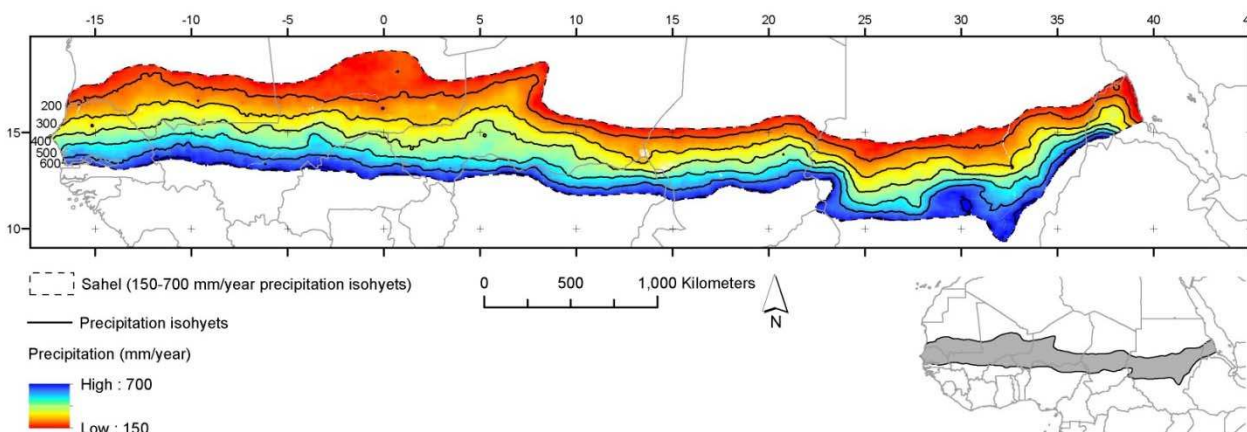 -15 -10 -5 0 5 10 15 20 25 30 35 40
200
300
15
400
500
600
10
Sahel (150-700 mm/year precipitation isohyets)
0 500 1,000 Kilometers
Precipitation isohyets
N
Precipitation (mm/year)
High : 700
Low : 150